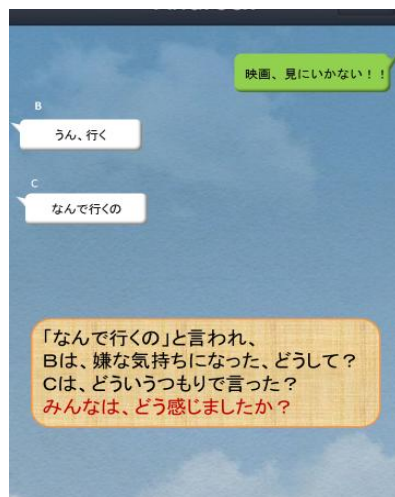 映画、見にいかない！！
B
うん、行く
C
なんで行くの
「なんで行くの」と言われ、
Bは、嫌な気持ちになった、どうして？
Cは、どういうつもりで言った？
みんなは、どう感じましたか？